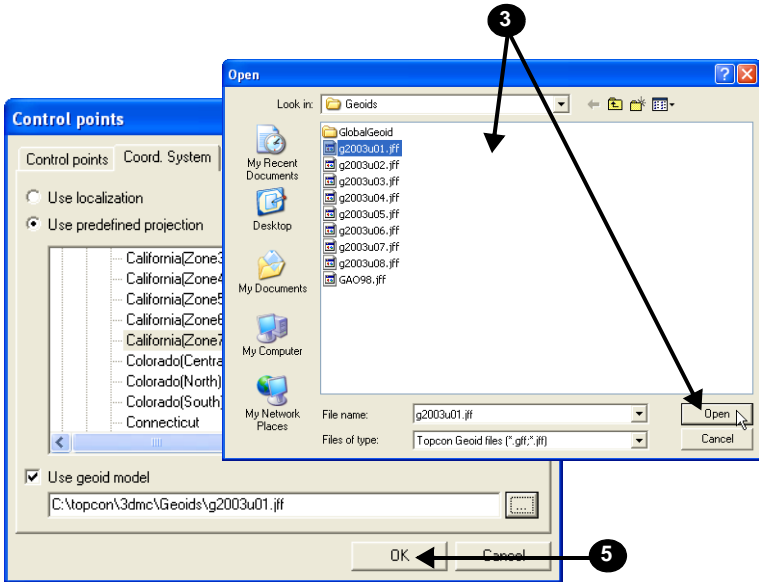 3
Open
Look in:
Geoids
My Recent
Documents
Desktop
My Documents
My Computer
My Network
Places
GlobalGeoid
g2003u01.jff
g2003u02.jff
g2003u03.jff
g2003u04.jff
g2003u05.jff
g2003u06.jff
g2003u07.jff
g2003u08.jff
GAO98.jff
File name:
g2003u01.jff
Open
Files of type:
Topcon Geoid files (*.gff;*.jff)
Cancel
Control points
Control points
Coord. System
Use localization
Use predefined projection
California(Zone3
California(Zone4
California(Zone5
California(Zone6
California(Zone7
Colorado(Centra
Colorado(North)
Colorado(South)
Connecticut
Use geoid model
C:\topcon\3dmc\Geoids\g2003u01.jff
...
OK
Cancel
5